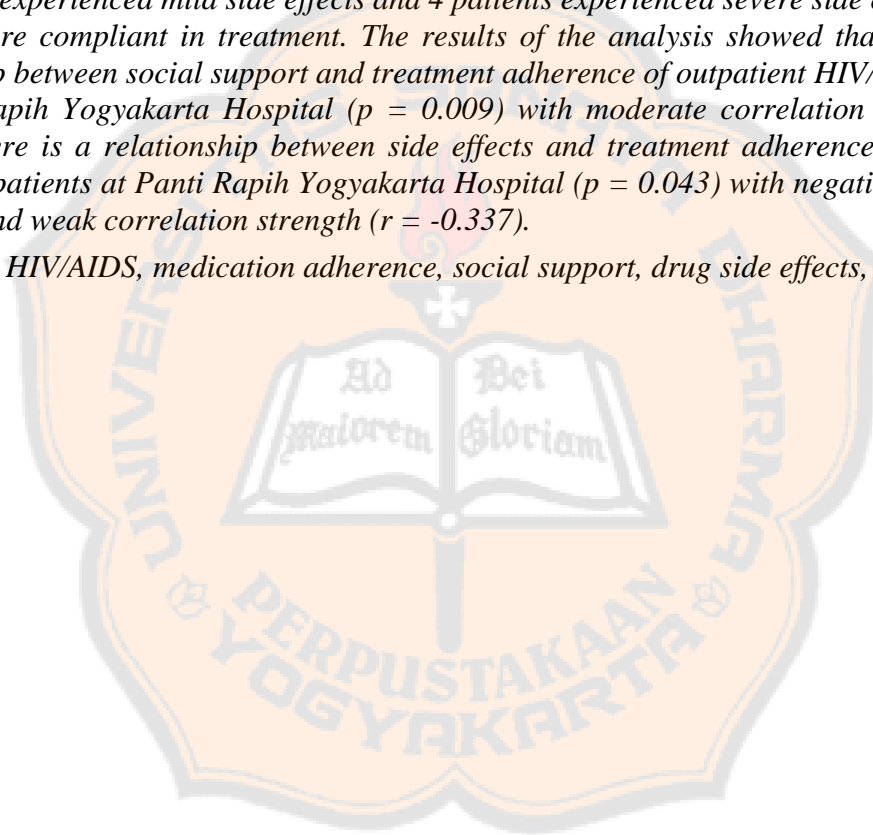 experienced mild side effects and 4 patients experienced severe side
re compliant in treatment. The results of the analysis showed tha
p between social support and treatment adherence of outpatient HIV/
apih Yogyakarta Hospital (p = 0.009) with moderate correlation
ere is a relationship between side effects and treatment adherence
patients at Panti Rapih Yogyakarta Hospital (p = 0.043) with negati
nd weak correlation strength (r = -0.337).
HIV/AIDS, medication adherence, social support, drug side effects,
UNIVERSITAS SANATA DHARMA
Ad Dei
Maiorem Gloriam
PERPUSTAKAAN
YOGYAKARTA